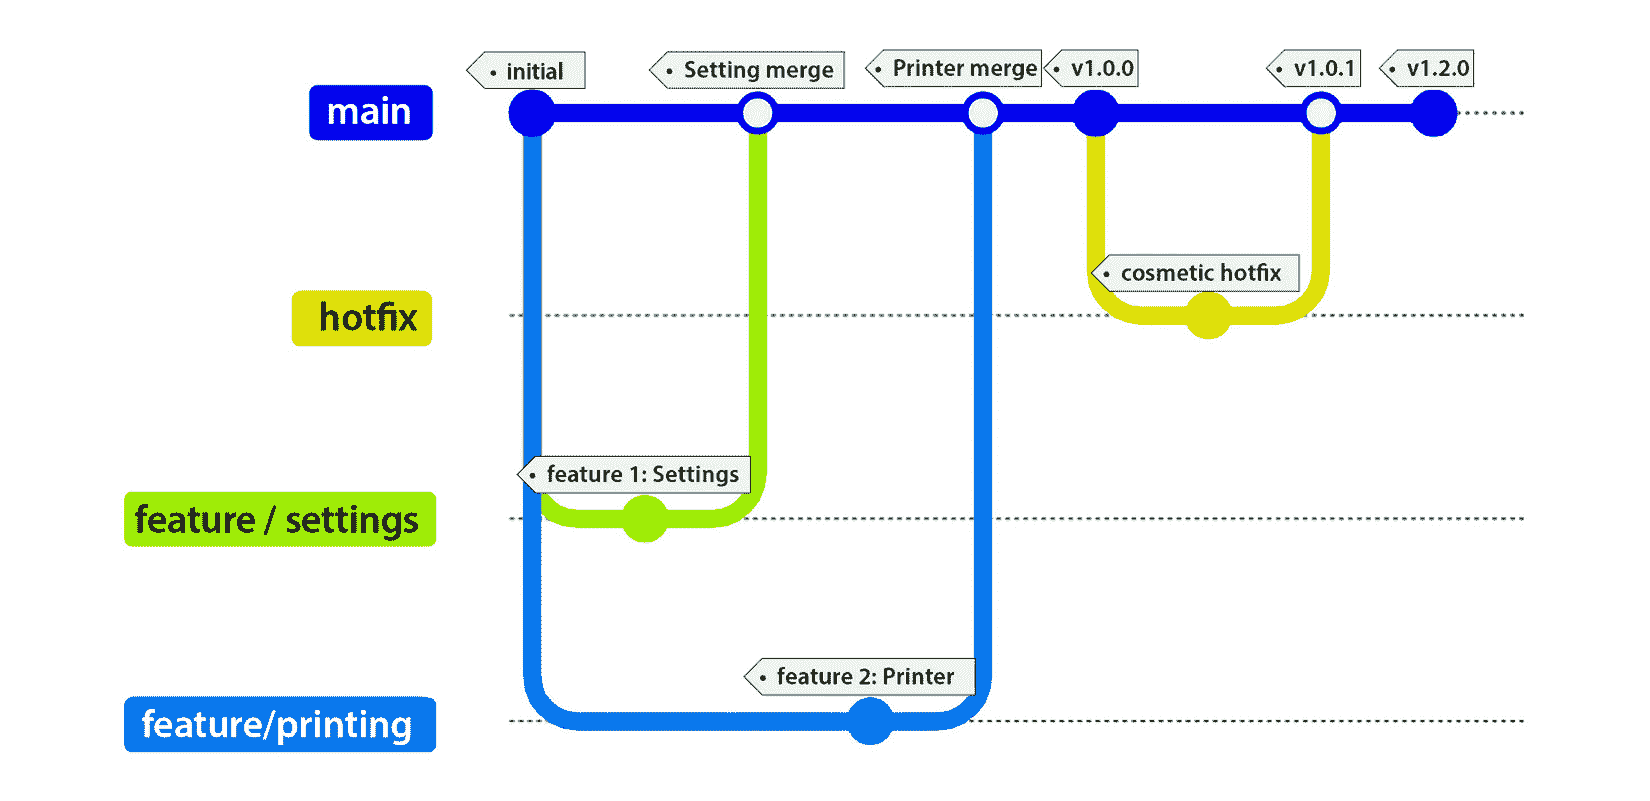 initial
Setting merge
Printer merge
v1.0.0
v1.0.1
v1.2.0
main
cosmetic hotfix
hotfix
feature 1: Settings
feature / settings
feature 2: Printer
feature/printing